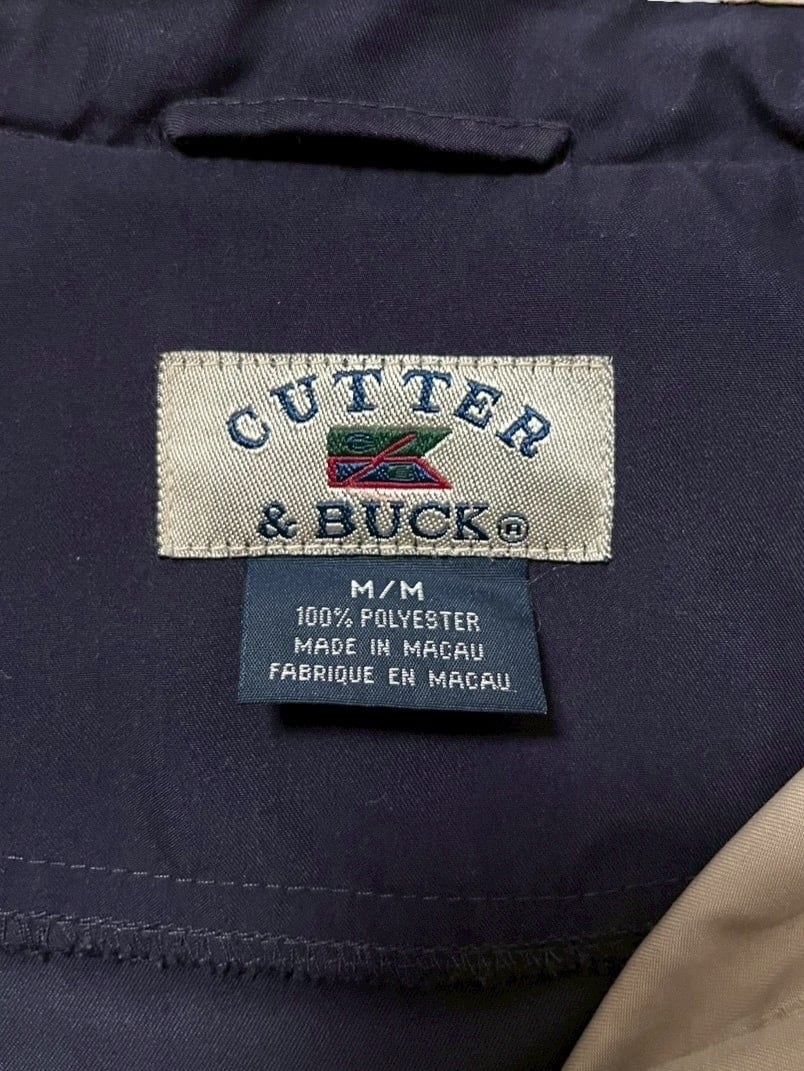 CUTTER
& BUCK®
M/M
100% POLYESTER
MADE IN MACAU
FABRIQUE EN MACAU